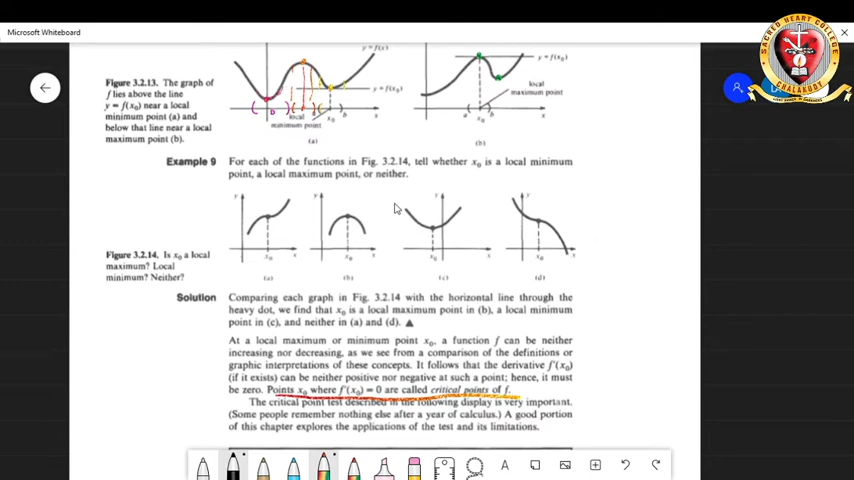 Microsoft Whiteboard
SACRED HEART COLLEGE
CHALAKUDY
y = f(x)
y = f(x₀)
local
minimum point
x₀
b
(a)
y = f(x₀)
local
maximum point
a
x₀
b
(b)
Figure 3.2.13. The graph of
f lies above the line
y = f(x₀) near a local
minimum point (a) and
below that line near a local
maximum point (b).
Example 9
For each of the functions in Fig. 3.2.14, tell whether x₀ is a local minimum
point, a local maximum point, or neither.
y
y
y
y
x₀
x
x₀
x
x₀
x
x₀
x
(a)
(b)
(c)
(d)
Figure 3.2.14. Is x₀ a local
maximum? Local
minimum? Neither?
Solution
Comparing each graph in Fig. 3.2.14 with the horizontal line through the
heavy dot, we find that x₀ is a local maximum point in (b), a local minimum
point in (c), and neither in (a) and (d). ▲
At a local maximum or minimum point x₀, a function f can be neither
increasing nor decreasing, as we see from a comparison of the definitions or
graphic interpretations of these concepts. It follows that the derivative f′(x₀)
(if it exists) can be neither positive nor negative at such a point; hence, it must
be zero. Points x₀ where f′(x₀) = 0 are called critical points of f.
The critical point test described in the following display is very important.
(Some people remember nothing else after a year of calculus.) A good portion
of this chapter explores the applications of the test and its limitations.